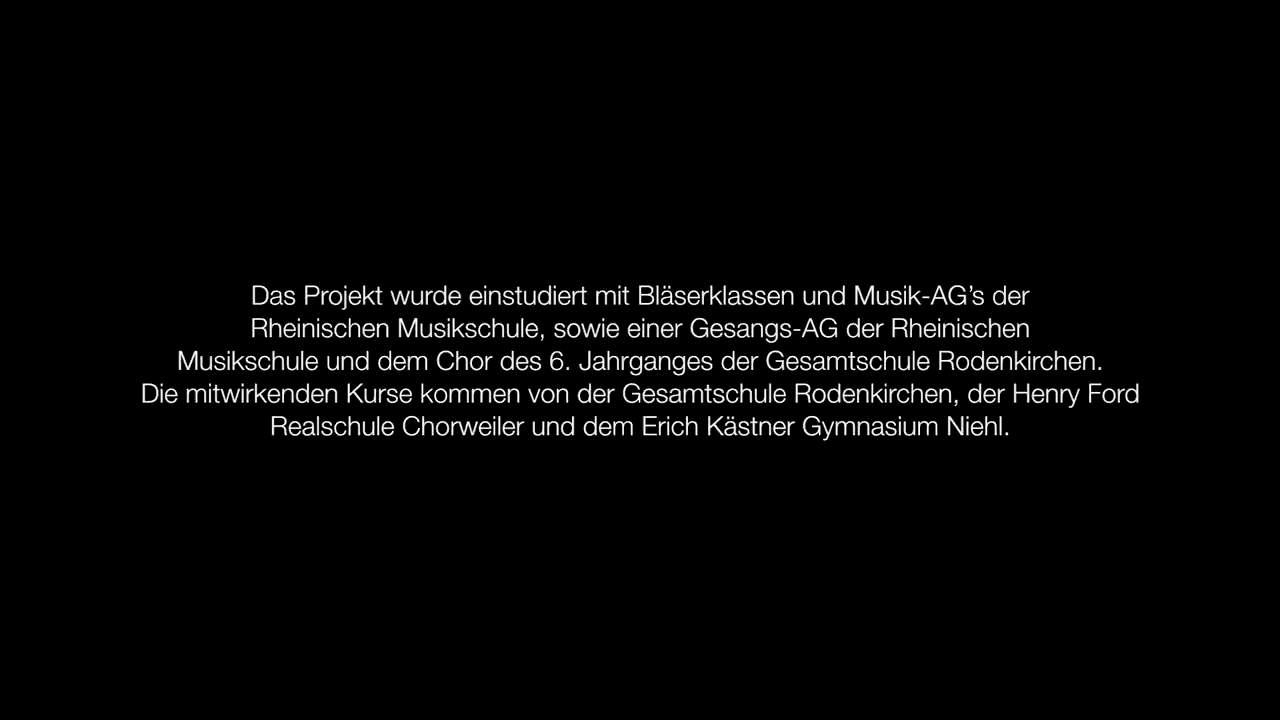 Das Projekt wurde einstudiert mit Bläserklassen und Musik-AG’s der
Rheinischen Musikschule, sowie einer Gesangs-AG der Rheinischen
Musikschule und dem Chor des 6. Jahrganges der Gesamtschule Rodenkirchen.
Die mitwirkenden Kurse kommen von der Gesamtschule Rodenkirchen, der Henry Ford
Realschule Chorweiler und dem Erich Kästner Gymnasium Niehl.